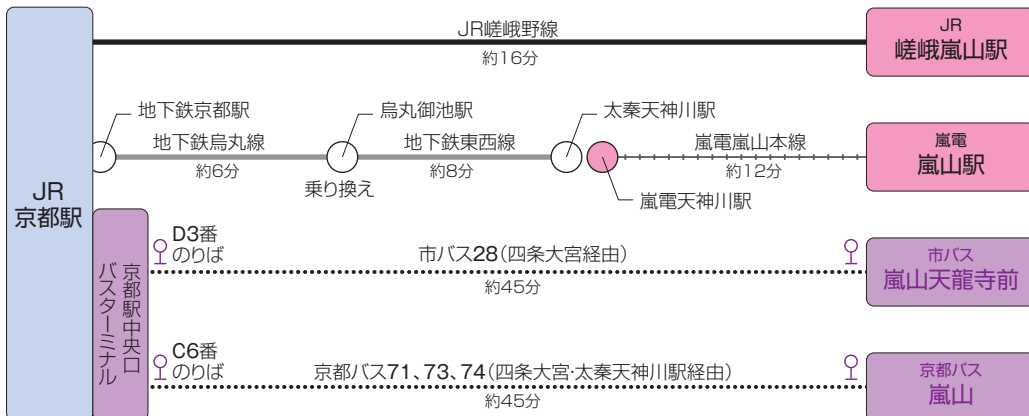 JR
京都駅
JR嵯峨野線
約16分
JR
嵯峨嵐山駅
地下鉄京都駅
地下鉄烏丸線
約6分
烏丸御池駅
乗り換え
地下鉄東西線
約8分
太秦天神川駅
嵐電天神川駅
嵐電嵐山本線
約12分
嵐電
嵐山駅
京都駅中央口
バスターミナル
D3番
のりば
市バス28(四条大宮経由)
約45分
市バス
嵐山天龍寺前
C6番
のりば
京都バス71、73、74(四条大宮·太秦天神川駅経由)
約45分
京都バス
嵐山